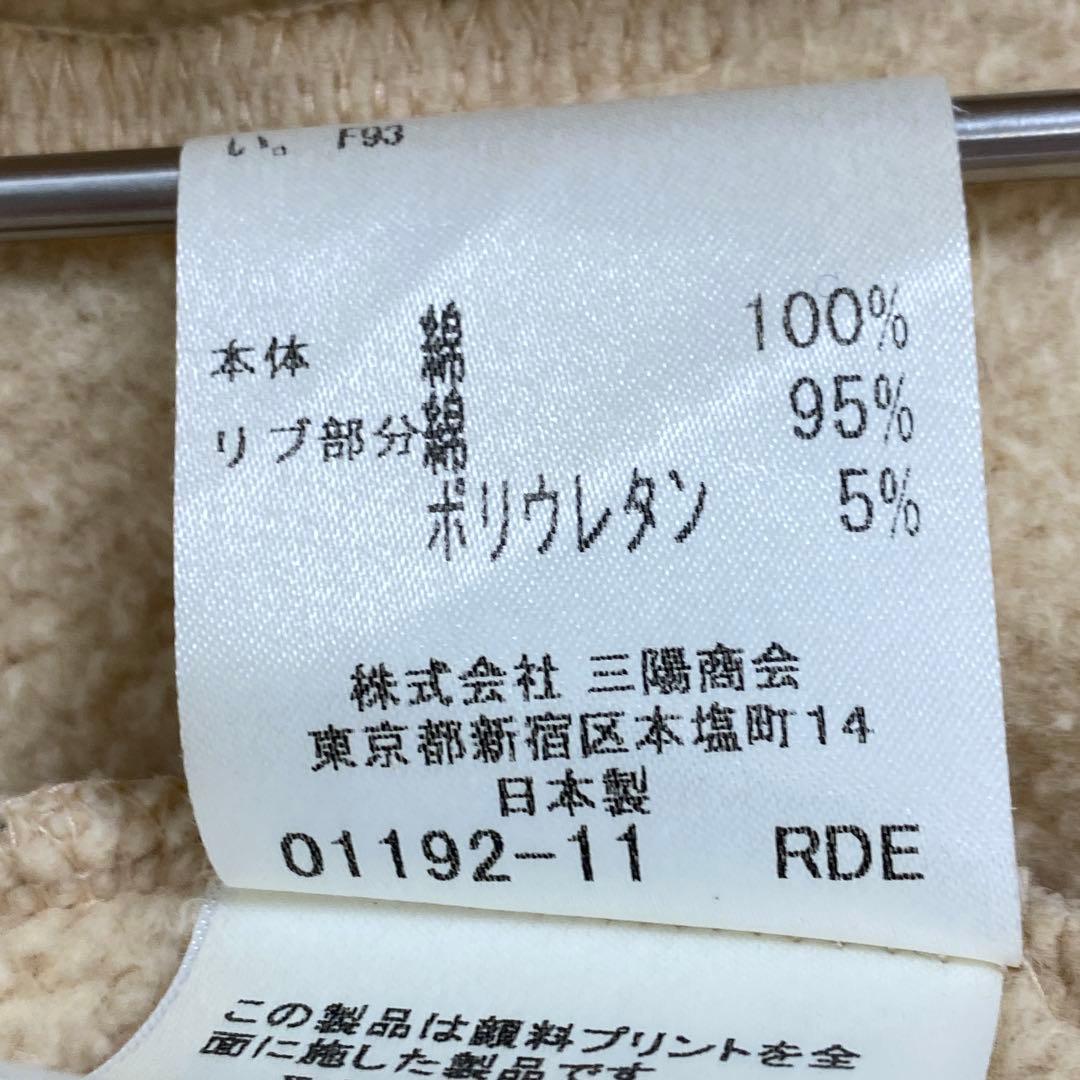 い。 F93
本体 綿 100%
リブ部分 綿 95%
ポリウレタン 5%
株式会社 三陽商会
東京都新宿区本塩町14
日本製
01192-11 RDE
この製品は顔料プリントを全
面に施した製品です